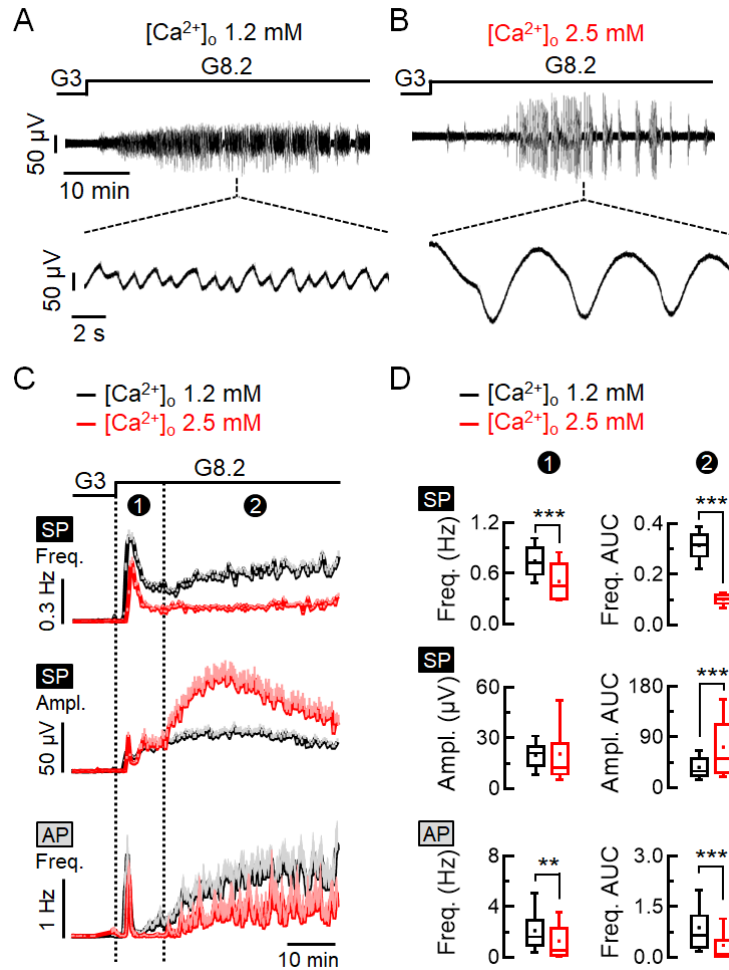 A
[Ca²⁺]ₒ 1.2 mM
G3
G8.2
50 µV
10 min
50 µV
2 s
B
[Ca²⁺]ₒ 2.5 mM
G3
G8.2
C
[Ca²⁺]ₒ 1.2 mM
[Ca²⁺]ₒ 2.5 mM
G3
G8.2
1
2
SP
Freq.
0.3 Hz
SP
Ampl.
50 µV
AP
Freq.
1 Hz
10 min
D
[Ca²⁺]ₒ 1.2 mM
[Ca²⁺]ₒ 2.5 mM
1
2
SP
Freq. (Hz)
1.2
0.6
0.0
***
Freq. AUC
0.4
0.2
0.0
***
SP
Ampl. (µV)
60
30
0
Ampl. AUC
180
90
0
***
AP
Freq. (Hz)
8
4
0
**
Freq. AUC
3.0
1.5
0.0
***